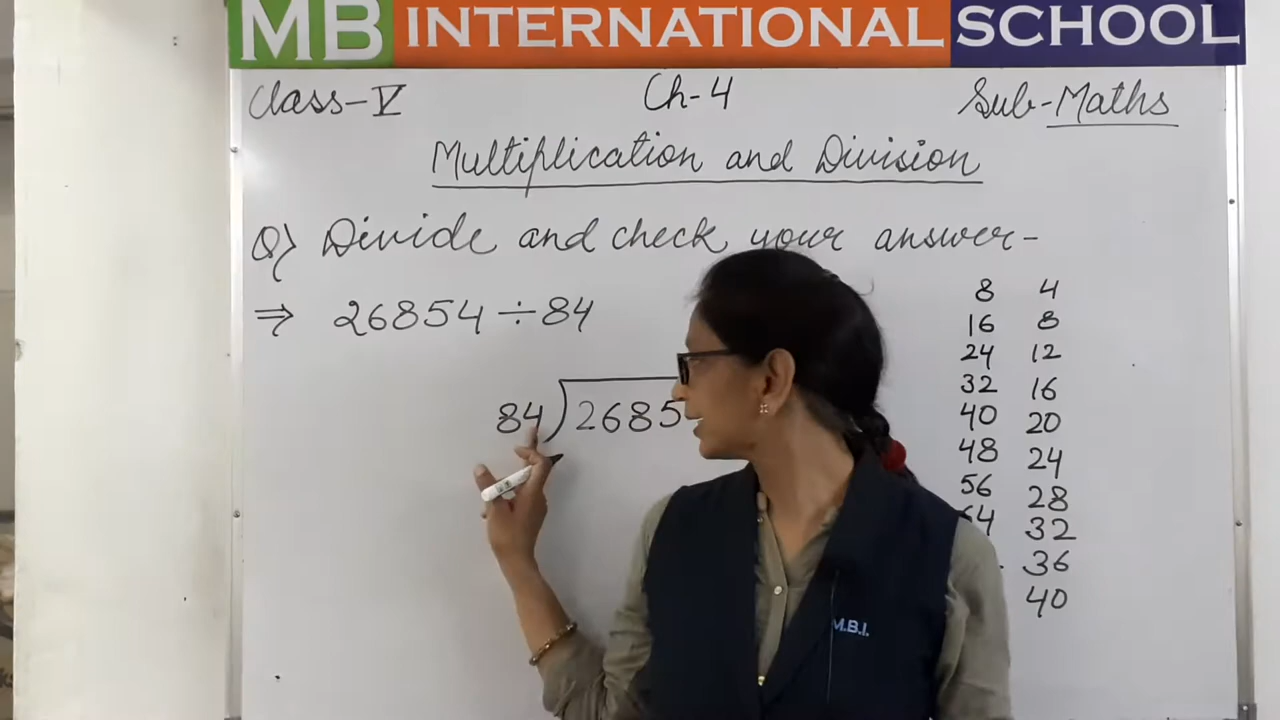 MB INTERNATIONAL SCHOOL
Class-V Ch-4 Sub-Maths
Multiplication and Division
Q) Divide and check your answer-
⇒ 26854 ÷ 84
84) 2685
8 4
16 8
24 12
32 16
40 20
48 24
56 28
64 32
36
40
M.B.I.